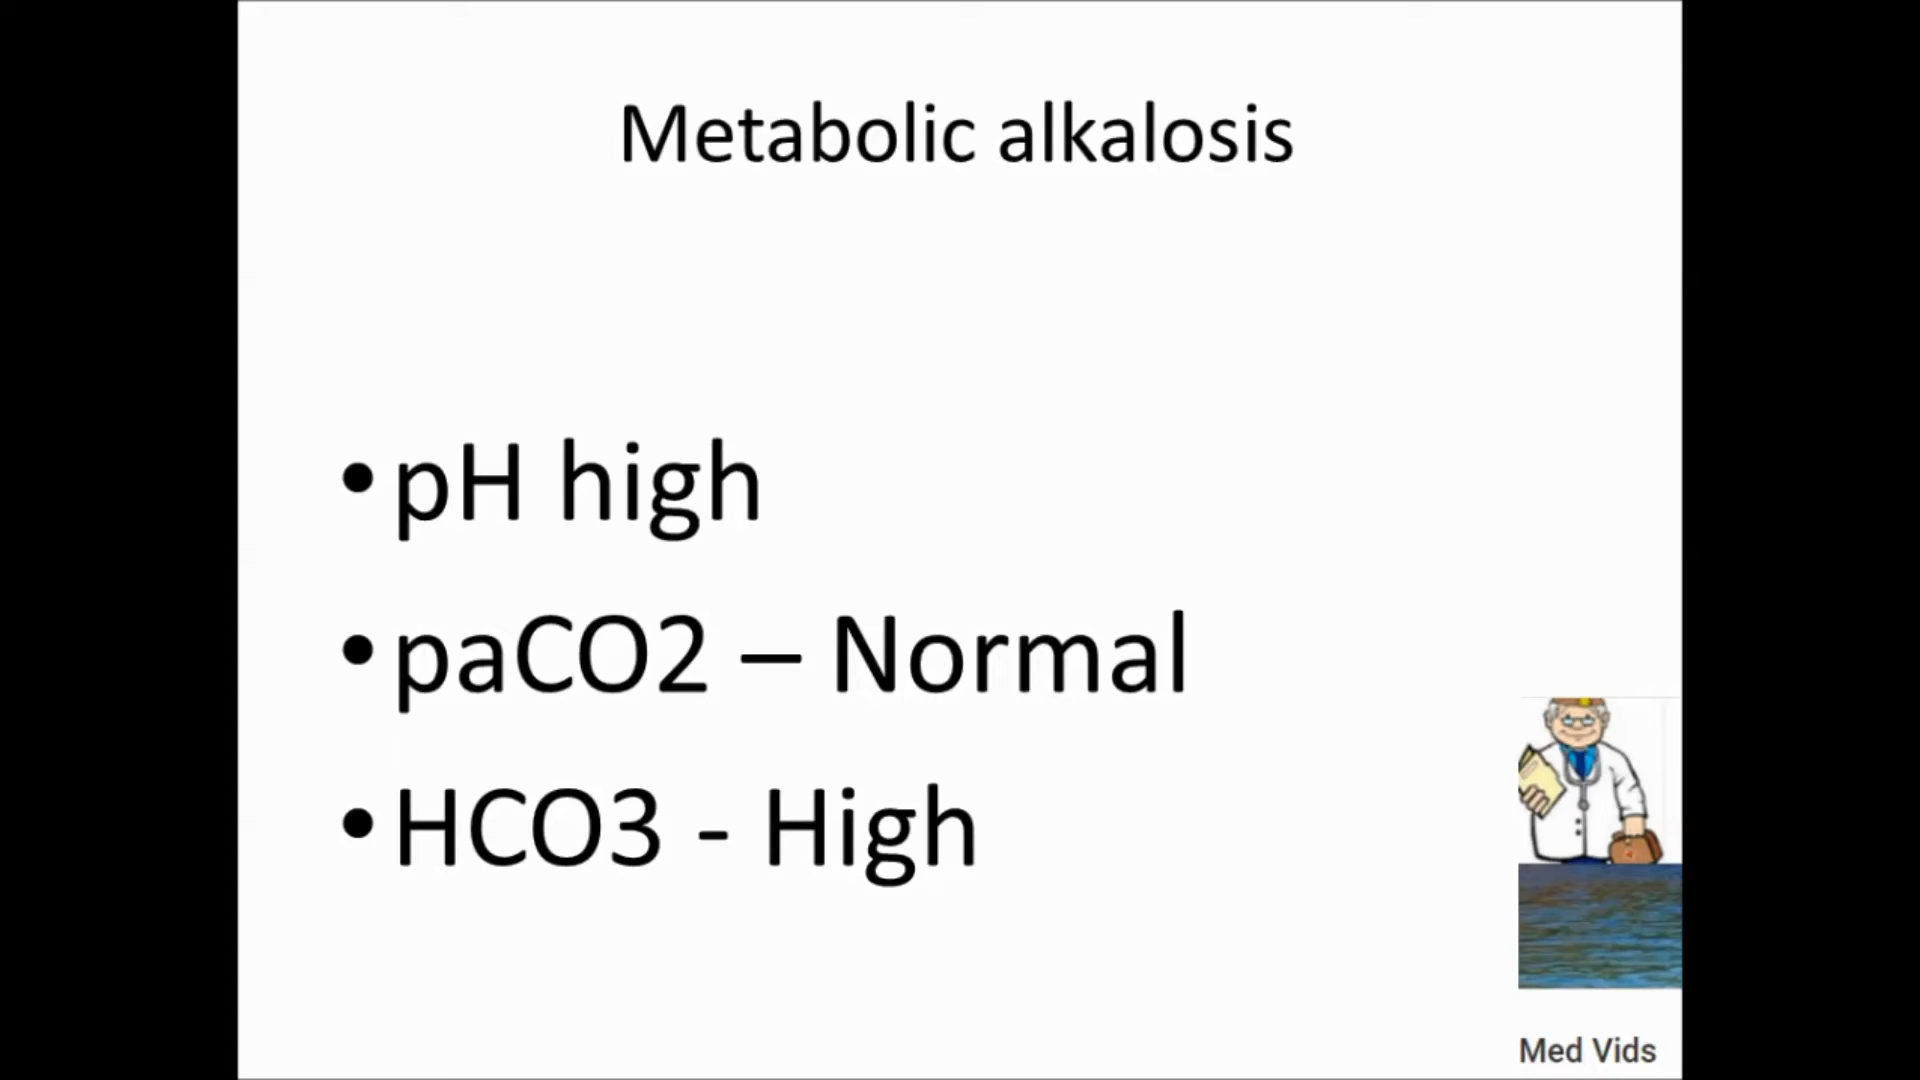 Metabolic alkalosis
• pH high
• paCO2 – Normal
• HCO3 - High
Med Vids